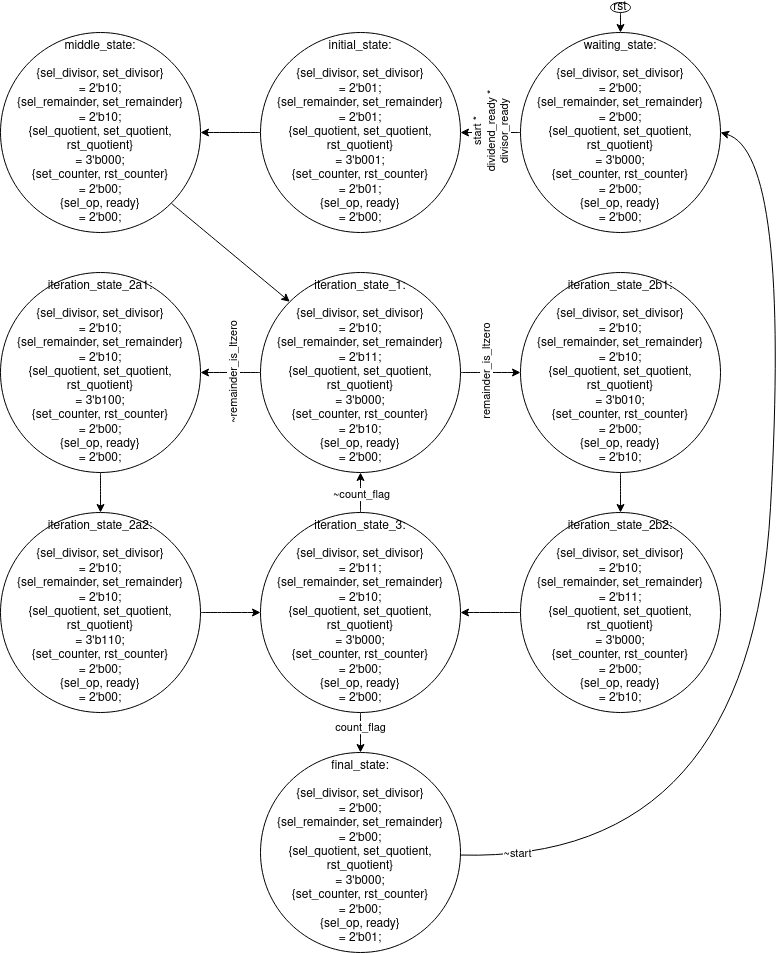 rst
middle_state:
{sel_divisor, set_divisor}
= 2'b10;
{sel_remainder, set_remainder}
= 2'b10;
{sel_quotient, set_quotient,
rst_quotient}
= 3'b000;
{set_counter, rst_counter}
= 2'b00;
{sel_op, ready}
= 2'b00;
initial_state:
{sel_divisor, set_divisor}
= 2'b01;
{sel_remainder, set_remainder}
= 2'b01;
{sel_quotient, set_quotient,
rst_quotient}
= 3'b001;
{set_counter, rst_counter}
= 2'b01;
{sel_op, ready}
= 2'b00;
start *
dividend_ready *
divisor_ready
waiting_state:
{sel_divisor, set_divisor}
= 2'b00;
{sel_remainder, set_remainder}
= 2'b00;
{sel_quotient, set_quotient,
rst_quotient}
= 3'b000;
{set_counter, rst_counter}
= 2'b00;
{sel_op, ready}
= 2'b00;
iteration_state_2a1:
{sel_divisor, set_divisor}
= 2'b10;
{sel_remainder, set_remainder}
= 2'b10;
{sel_quotient, set_quotient,
rst_quotient}
= 3'b100;
{set_counter, rst_counter}
= 2'b00;
{sel_op, ready}
= 2'b00;
~remainder_is_ltzero
iteration_state_1:
{sel_divisor, set_divisor}
= 2'b10;
{sel_remainder, set_remainder}
= 2'b11;
{sel_quotient, set_quotient,
rst_quotient}
= 3'b000;
{set_counter, rst_counter}
= 2'b10;
{sel_op, ready}
= 2'b00;
remainder_is_ltzero
iteration_state_2b1:
{sel_divisor, set_divisor}
= 2'b10;
{sel_remainder, set_remainder}
= 2'b10;
{sel_quotient, set_quotient,
rst_quotient}
= 3'b010;
{set_counter, rst_counter}
= 2'b00;
{sel_op, ready}
= 2'b10;
~count_flag
iteration_state_2a2:
{sel_divisor, set_divisor}
= 2'b10;
{sel_remainder, set_remainder}
= 2'b10;
{sel_quotient, set_quotient,
rst_quotient}
= 3'b110;
{set_counter, rst_counter}
= 2'b00;
{sel_op, ready}
= 2'b00;
iteration_state_3:
{sel_divisor, set_divisor}
= 2'b11;
{sel_remainder, set_remainder}
= 2'b10;
{sel_quotient, set_quotient,
rst_quotient}
= 3'b000;
{set_counter, rst_counter}
= 2'b00;
{sel_op, ready}
= 2'b00;
iteration_state_2b2:
{sel_divisor, set_divisor}
= 2'b10;
{sel_remainder, set_remainder}
= 2'b11;
{sel_quotient, set_quotient,
rst_quotient}
= 3'b000;
{set_counter, rst_counter}
= 2'b00;
{sel_op, ready}
= 2'b10;
count_flag
final_state:
{sel_divisor, set_divisor}
= 2'b00;
{sel_remainder, set_remainder}
= 2'b00;
{sel_quotient, set_quotient,
rst_quotient}
= 3'b000;
{set_counter, rst_counter}
= 2'b00;
{sel_op, ready}
= 2'b01;
~start